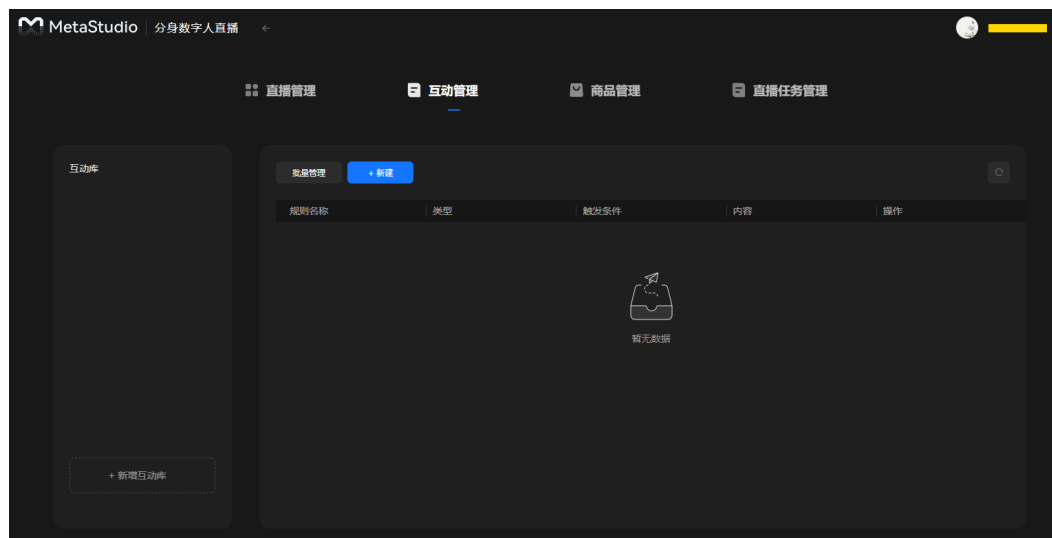 MetaStudio 分身数字人直播 ←
直播管理 互动管理 商品管理 直播任务管理
互动库
批量管理 + 新建
规则名称 类型 触发条件 内容 操作
暂无数据
+ 新增互动库